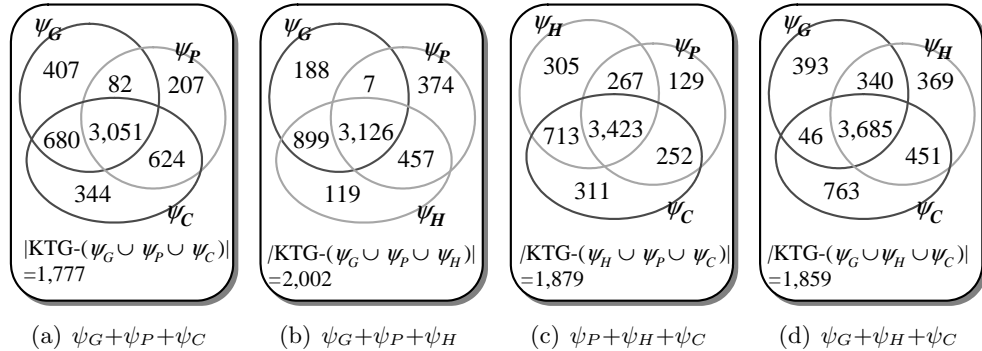 ψG
ψP
407
82
207
680
3,051
624
344
ψC
|KTG-(ψG ∪ ψP ∪ ψC)|
=1,777
(a) ψG+ψP+ψC
ψG
ψP
188
7
374
899
3,126
457
119
ψH
/KTG-(ψG ∪ ψP ∪ ψH)|
=2,002
(b) ψG+ψP+ψH
ψH
ψP
305
267
129
713
3,423
252
311
ψC
/KTG-(ψH ∪ ψP ∪ ψC)|
=1,879
(c) ψP+ψH+ψC
ψG
ψH
393
340
369
46
3,685
451
763
ψC
/KTG-(ψG ∪ ψH ∪ ψC)|
=1,859
(d) ψG+ψH+ψC